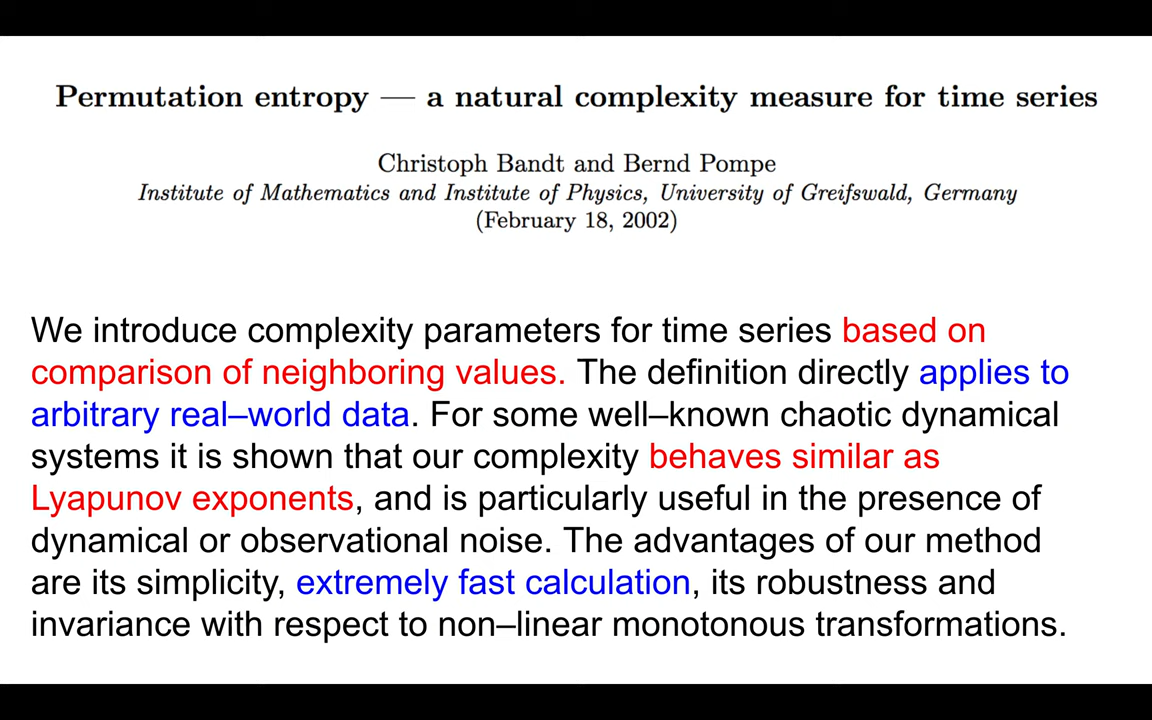 Permutation entropy — a natural complexity measure for time series
Christoph Bandt and Bernd Pompe
Institute of Mathematics and Institute of Physics, University of Greifswald, Germany
(February 18, 2002)
We introduce complexity parameters for time series based on
comparison of neighboring values. The definition directly applies to
arbitrary real–world data. For some well–known chaotic dynamical
systems it is shown that our complexity behaves similar as
Lyapunov exponents, and is particularly useful in the presence of
dynamical or observational noise. The advantages of our method
are its simplicity, extremely fast calculation, its robustness and
invariance with respect to non–linear monotonous transformations.